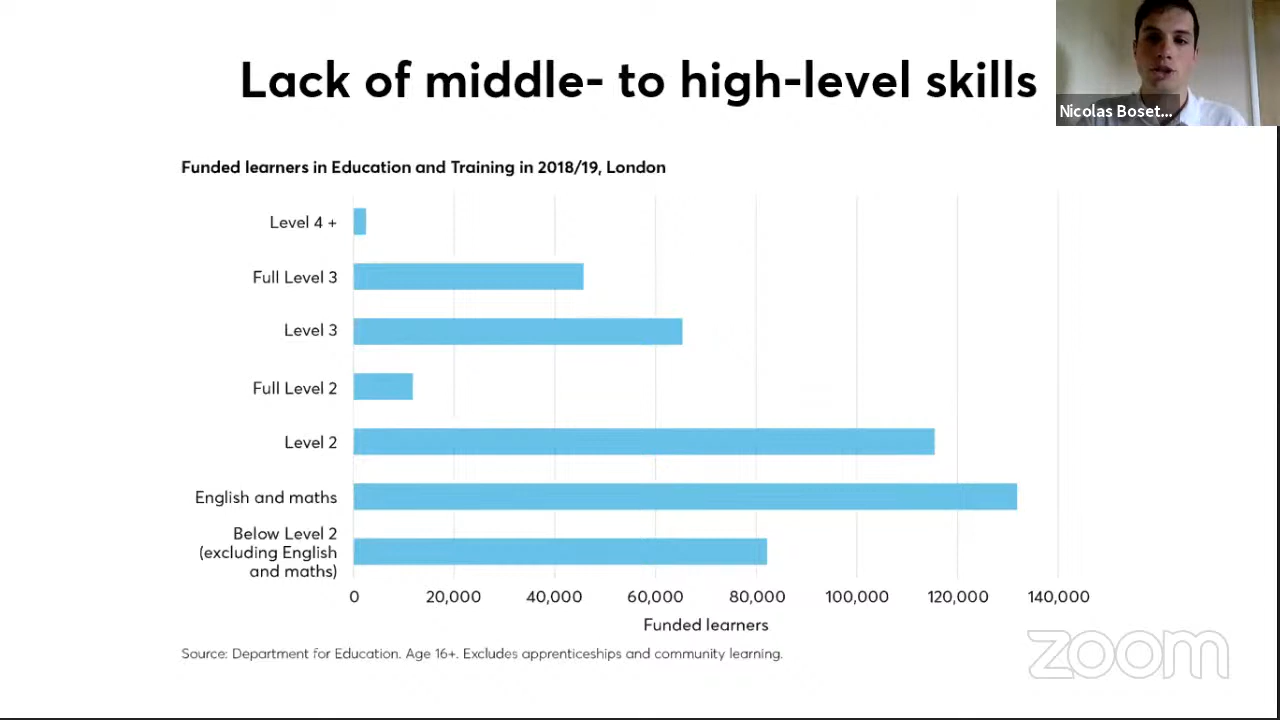 Lack of middle- to high-level skills
Nicolas Boset...
Funded learners in Education and Training in 2018/19, London
Level 4 +
Full Level 3
Level 3
Full Level 2
Level 2
English and maths
Below Level 2
(excluding English
and maths)
0 20,000 40,000 60,000 80,000 100,000 120,000 140,000
Funded learners
Source: Department for Education. Age 16+. Excludes apprenticeships and community learning.
zoom